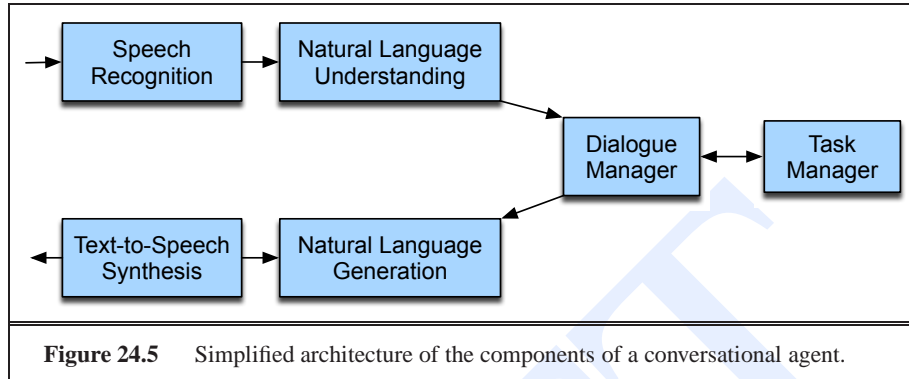 Speech
Recognition
Natural Language
Understanding
Dialogue
Manager
Task
Manager
Text-to-Speech
Synthesis
Natural Language
Generation
Figure 24.5 Simplified architecture of the components of a conversational agent.